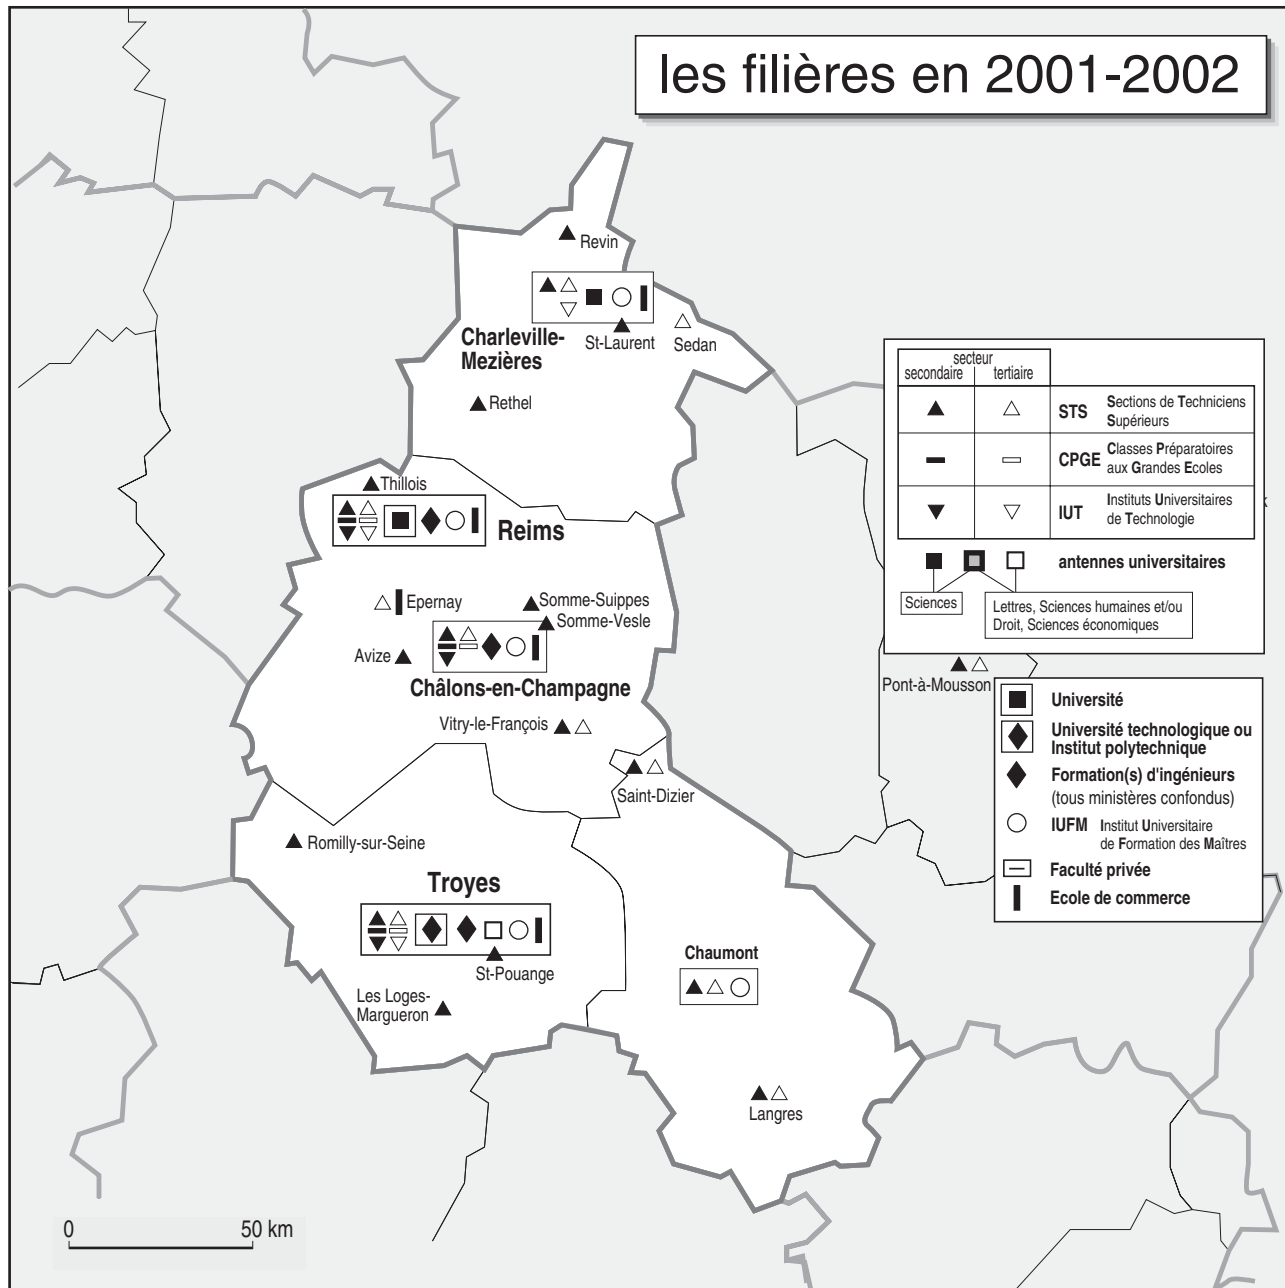 les filières en 2001-2002
Revin
Charleville-
Mezières
St-Laurent
Sedan
Rethel
Thillois
Reims
Epernay
Somme-Suippes
Somme-Vesle
Avize
Châlons-en-Champagne
Vitry-le-François
Saint-Dizier
Romilly-sur-Seine
Troyes
St-Pouange
Les Loges-
Margueron
Chaumont
Langres
Pont-à-Mousson
secteur
secondaire tertiaire
STS Sections de Techniciens
Supérieurs
CPGE Classes Préparatoires
aux Grandes Ecoles
IUT Instituts Universitaires
de Technologie
antennes universitaires
Sciences
Lettres, Sciences humaines et/ou
Droit, Sciences économiques
Université
Université technologique ou
Institut polytechnique
Formation(s) d'ingénieurs
(tous ministères confondus)
IUFM Institut Universitaire
de Formation des Maîtres
Faculté privée
Ecole de commerce
0 50 km